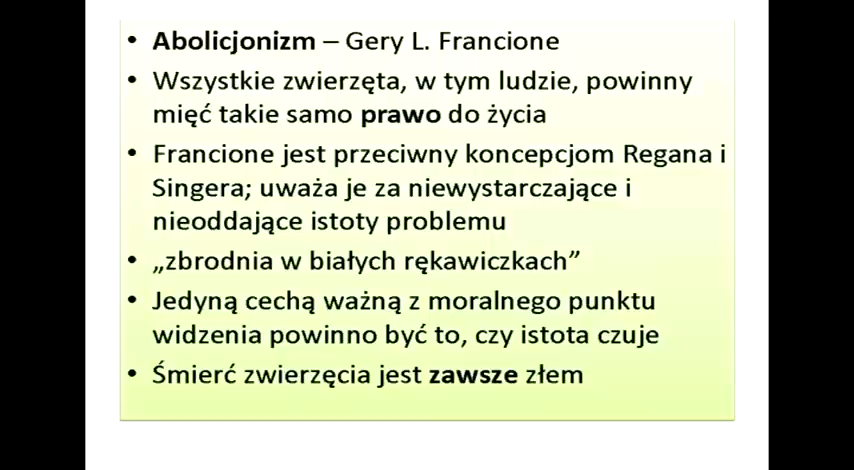 • Abolicjonizm – Gery L. Francione
• Wszystkie zwierzęta, w tym ludzie, powinny
mięć takie samo prawo do życia
• Francione jest przeciwny koncepcjom Regana i
Singera; uważa je za niewystarczające i
nieoddające istoty problemu
• „zbrodnia w białych rękawiczkach”
• Jedyną cechą ważną z moralnego punktu
widzenia powinno być to, czy istota czuje
• Śmierć zwierzęcia jest zawsze złem